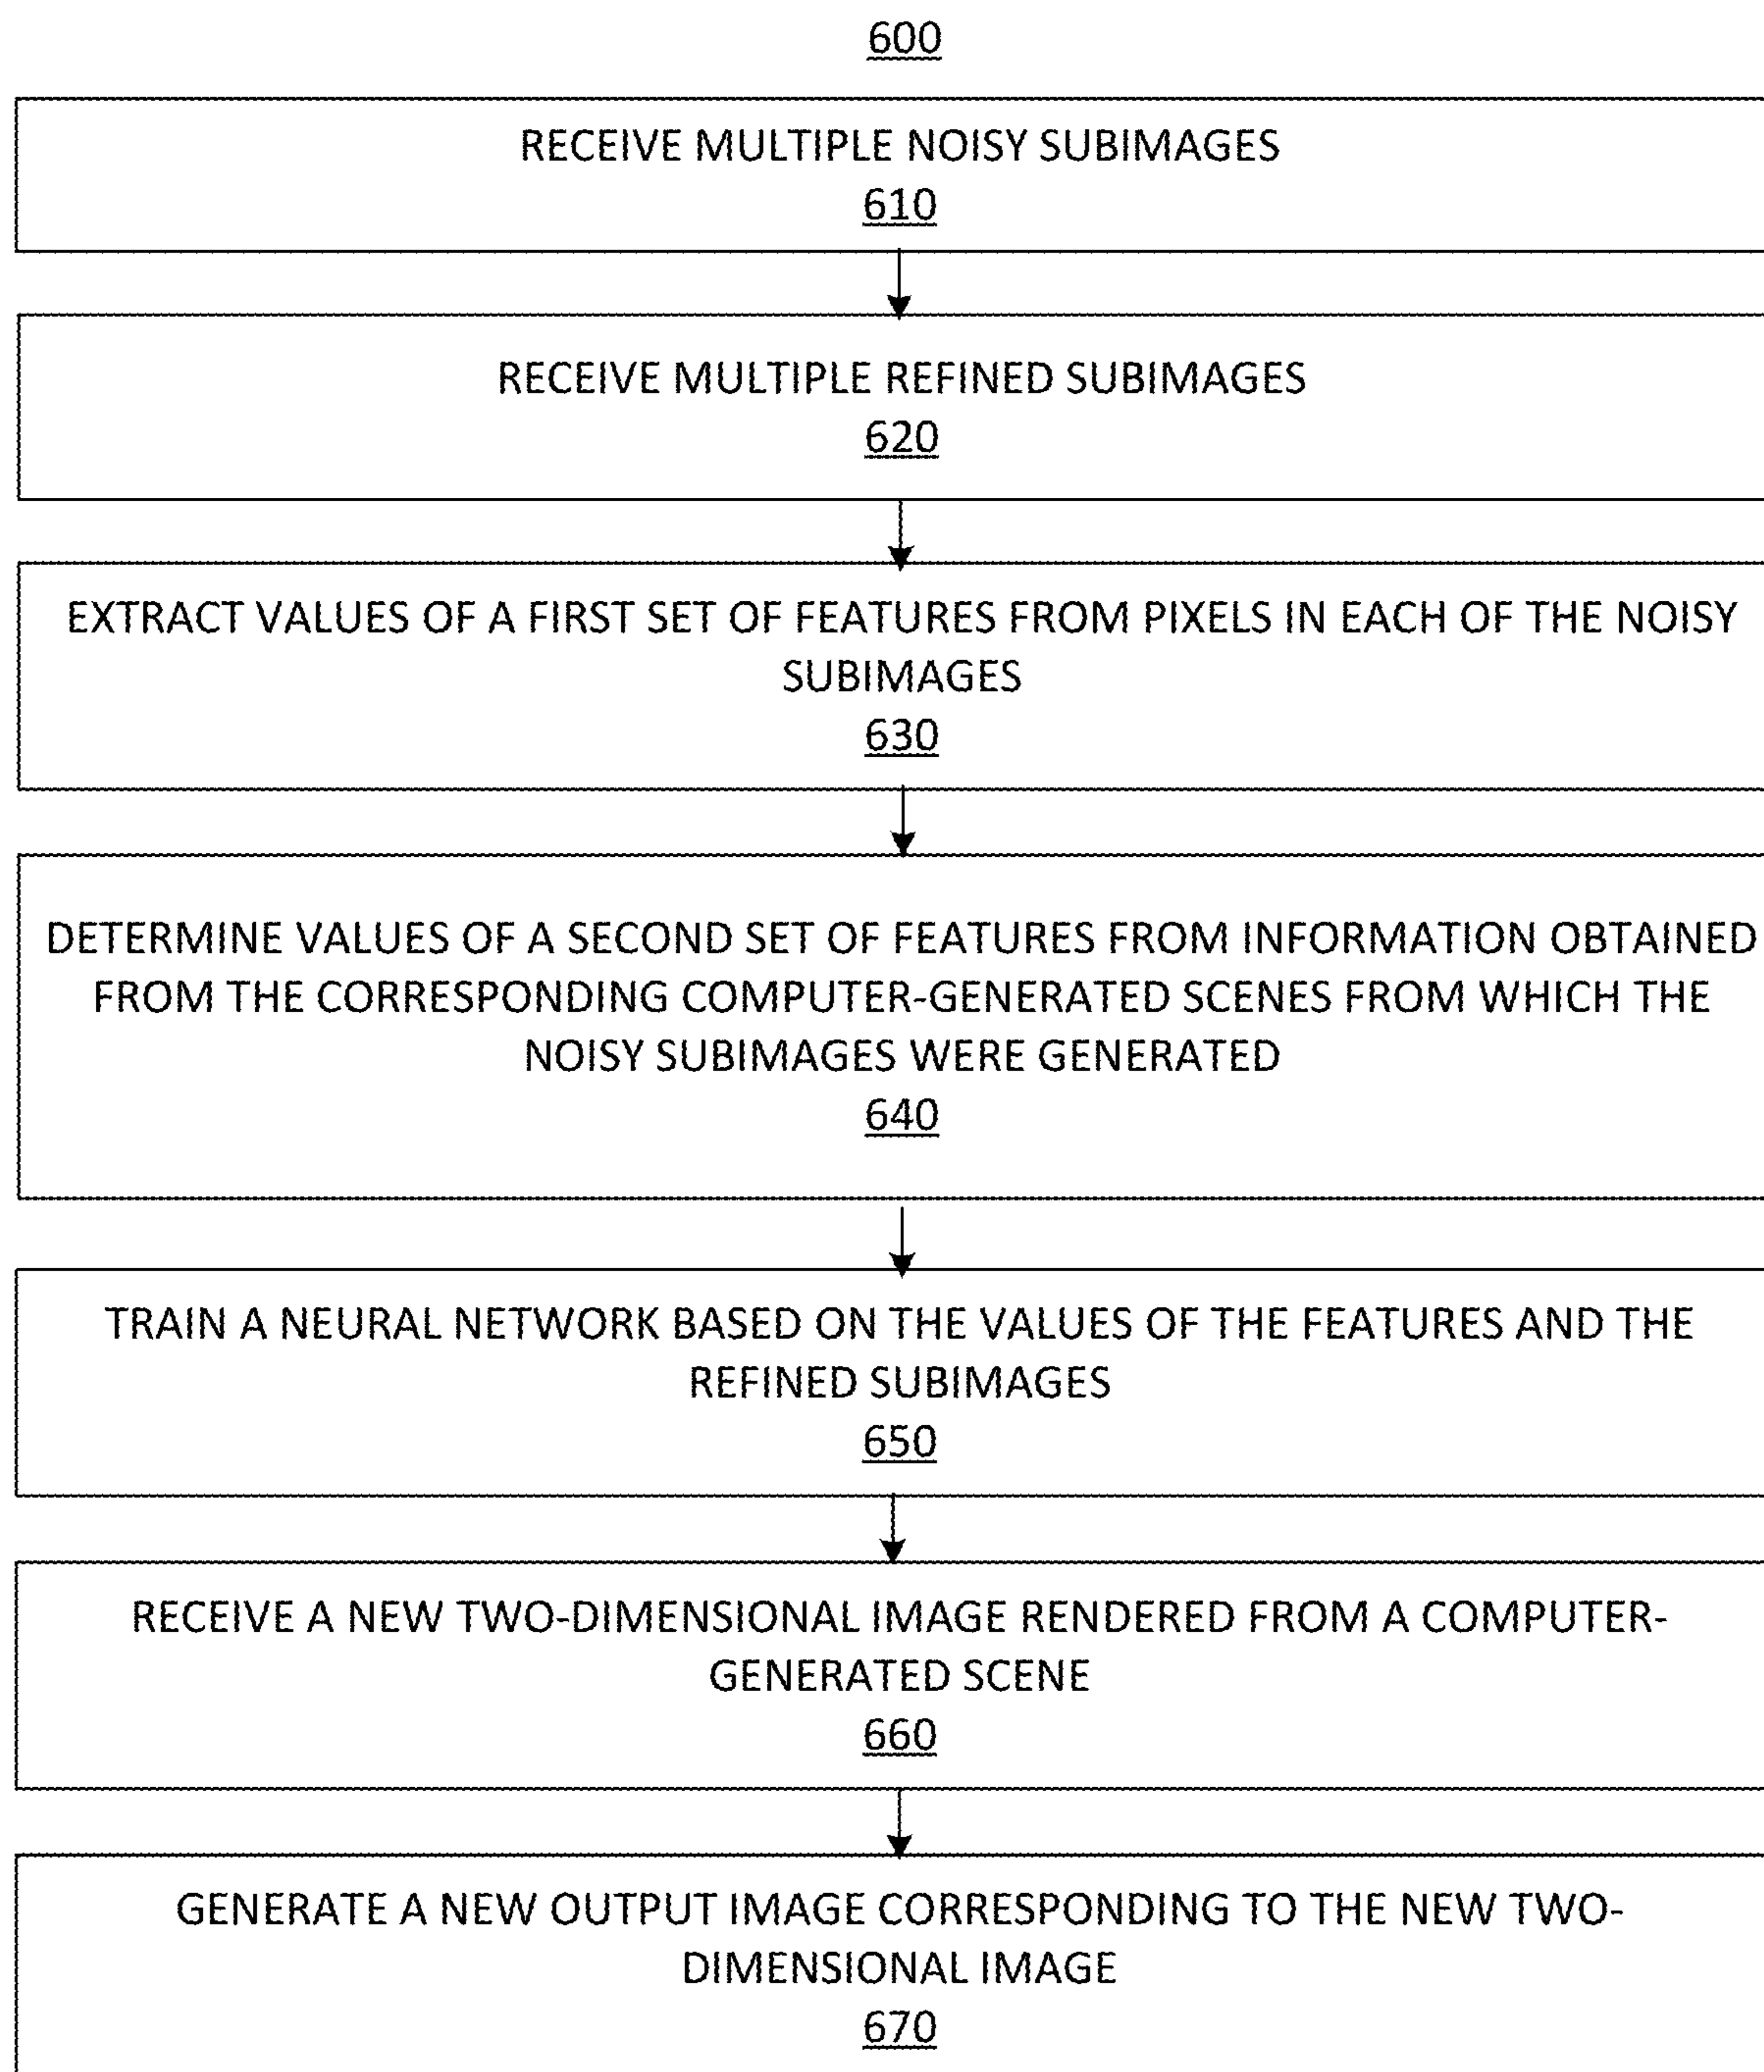 600
RECEIVE MULTIPLE NOISY SUBIMAGES
610
RECEIVE MULTIPLE REFINED SUBIMAGES
620
EXTRACT VALUES OF A FIRST SET OF FEATURES FROM PIXELS IN EACH OF THE NOISY
SUBIMAGES
630
DETERMINE VALUES OF A SECOND SET OF FEATURES FROM INFORMATION OBTAINED
FROM THE CORRESPONDING COMPUTER-GENERATED SCENES FROM WHICH THE
NOISY SUBIMAGES WERE GENERATED
640
TRAIN A NEURAL NETWORK BASED ON THE VALUES OF THE FEATURES AND THE
REFINED SUBIMAGES
650
RECEIVE A NEW TWO-DIMENSIONAL IMAGE RENDERED FROM A COMPUTER-
GENERATED SCENE
660
GENERATE A NEW OUTPUT IMAGE CORRESPONDING TO THE NEW TWO-
DIMENSIONAL IMAGE
670